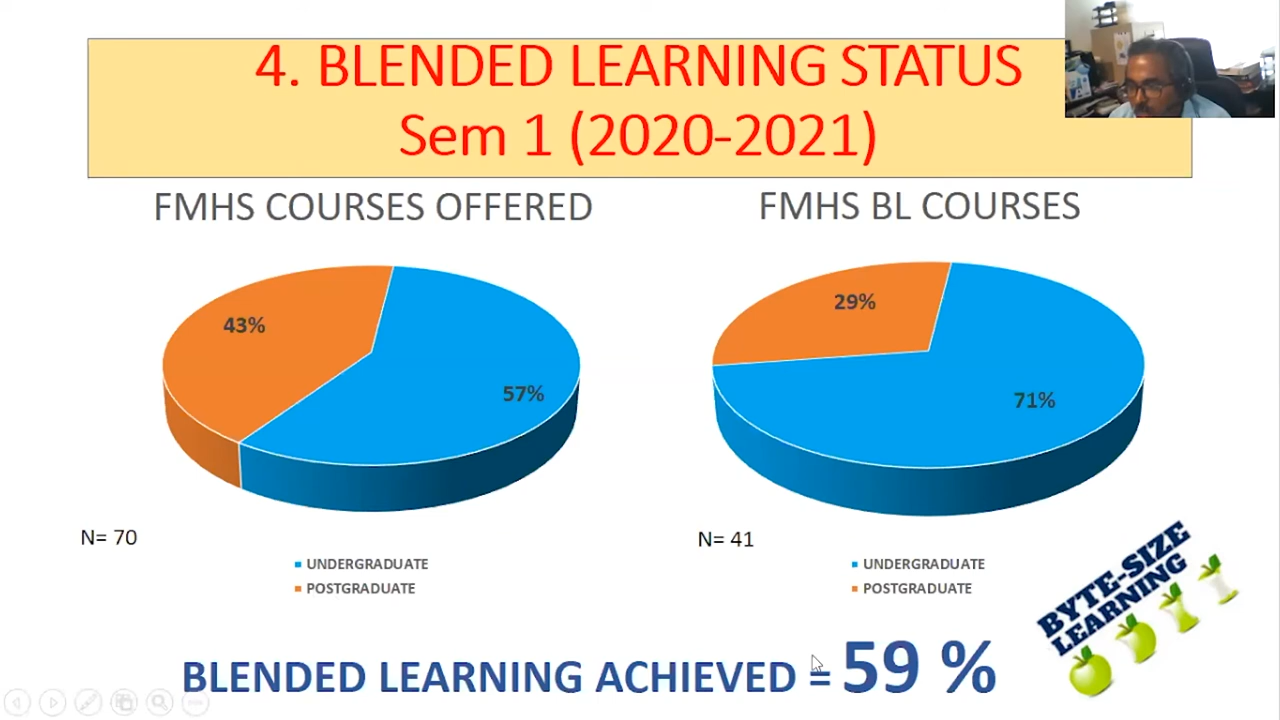 4. BLENDED LEARNING STATUS
Sem 1 (2020-2021)
FMHS COURSES OFFERED
43%
57%
N= 70
UNDERGRADUATE
POSTGRADUATE
FMHS BL COURSES
29%
71%
N= 41
UNDERGRADUATE
POSTGRADUATE
BYTE-SIZE
LEARNING
BLENDED LEARNING ACHIEVED = 59 %